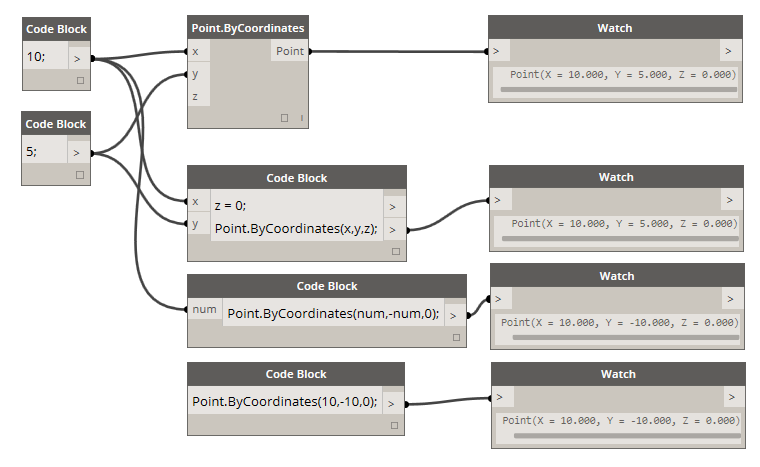 Code Block
10;
>
Code Block
5;
>
Point.ByCoordinates
x
Point
y
z
Watch
>
>
Point(X = 10.000, Y = 5.000, Z = 0.000)
Code Block
x
z = 0;
>
y
Point.ByCoordinates(x,y,z);
>
Watch
>
>
Point(X = 10.000, Y = 5.000, Z = 0.000)
Code Block
num
Point.ByCoordinates(num,-num,0);
>
Watch
>
>
Point(X = 10.000, Y = -10.000, Z = 0.000)
Code Block
Point.ByCoordinates(10,-10,0);
>
Watch
>
>
Point(X = 10.000, Y = -10.000, Z = 0.000)